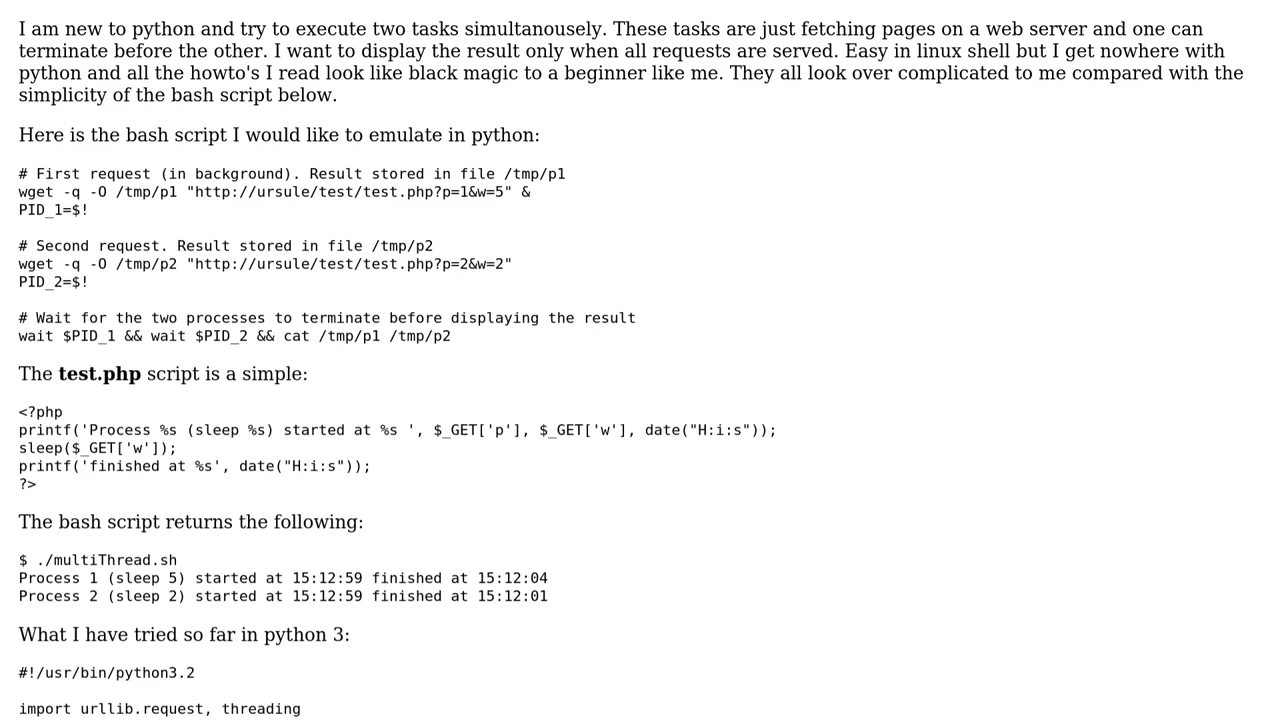 I am new to python and try to execute two tasks simultanousely. These tasks are just fetching pages on a web server and one can
terminate before the other. I want to display the result only when all requests are served. Easy in linux shell but I get nowhere with
python and all the howto's I read look like black magic to a beginner like me. They all look over complicated to me compared with the
simplicity of the bash script below.
Here is the bash script I would like to emulate in python:
# First request (in background). Result stored in file /tmp/p1
wget -q -O /tmp/p1 "http://ursule/test/test.php?p=1&w=5" &
PID_1=$!
# Second request. Result stored in file /tmp/p2
wget -q -O /tmp/p2 "http://ursule/test/test.php?p=2&w=2"
PID_2=$!
# Wait for the two processes to terminate before displaying the result
wait $PID_1 && wait $PID_2 && cat /tmp/p1 /tmp/p2
The test.php script is a simple:
<?php
printf('Process %s (sleep %s) started at %s ', $_GET['p'], $_GET['w'], date("H:i:s"));
sleep($_GET['w']);
printf('finished at %s', date("H:i:s"));
?>
The bash script returns the following:
$ ./multiThread.sh
Process 1 (sleep 5) started at 15:12:59 finished at 15:12:04
Process 2 (sleep 2) started at 15:12:59 finished at 15:12:01
What I have tried so far in python 3:
#!/usr/bin/python3.2
import urllib.request, threading